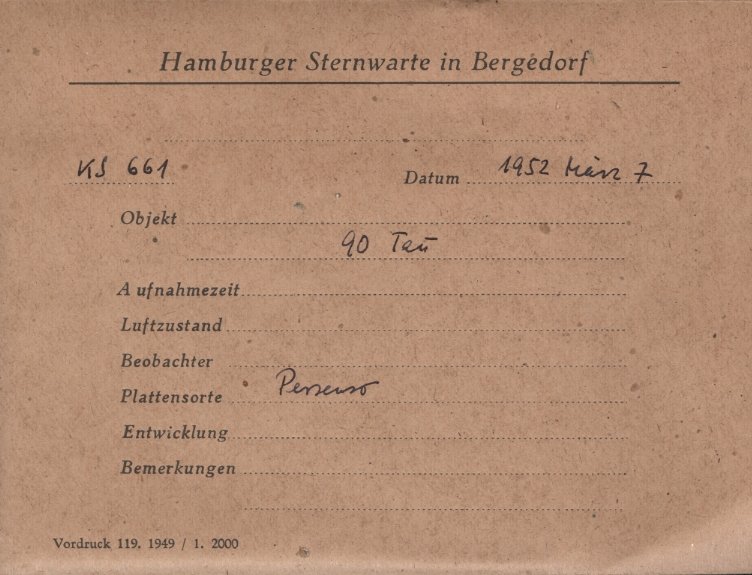 Hamburger Sternwarte in Bergedorf
KS 661
Datum 1952 März 7
Objekt
90 Tau
Aufnahmezeit
Luftzustand
Beobachter
Plattensorte Perseuso
Entwicklung
Bemerkungen
Vordruck 119. 1949 / 1. 2000